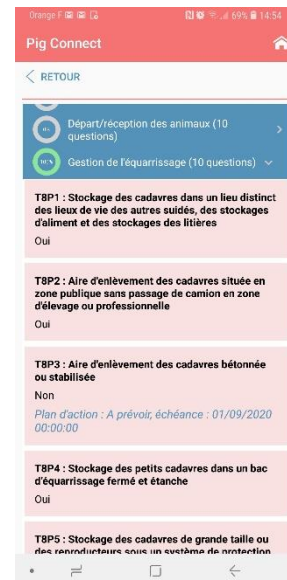 Orange F 69% 14:54
Pig Connect
< RETOUR
Départ/réception des animaux (10
questions)
Gestion de l'équarrissage (10 questions)
T8P1 : Stockage des cadavres dans un lieu distinct
des lieux de vie des autres suidés, des stockages
d'aliment et des stockages des litières
Oui
T8P2 : Aire d'enlèvement des cadavres située en
zone publique sans passage de camion en zone
d'élevage ou professionnelle
Oui
T8P3 : Aire d'enlèvement des cadavres bétonnée
ou stabilisée
Non
Plan d'action : A prévoir, échéance : 01/09/2020
00:00:00
T8P4 : Stockage des petits cadavres dans un bac
d'équarrissage fermé et étanche
Oui
T8P5 : Stockage des cadavres de grande taille ou
des reproducteurs sous un système de protection